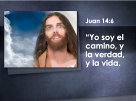 Juan 14:6
“Yo soy el
camino, y
la verdad,
y la vida.